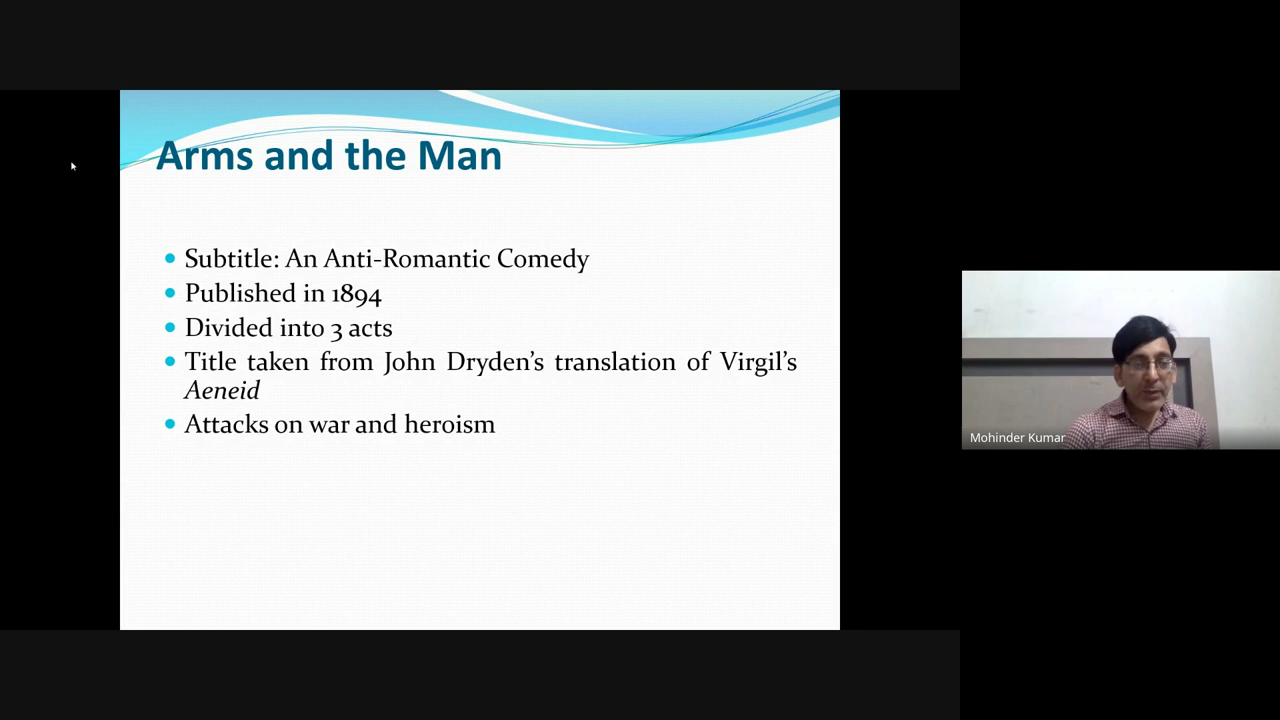 Arms and the Man
Subtitle: An Anti-Romantic Comedy
Published in 1894
Divided into 3 acts
Title taken from John Dryden’s translation of Virgil’s
Aeneid
Attacks on war and heroism
Mohinder Kumar